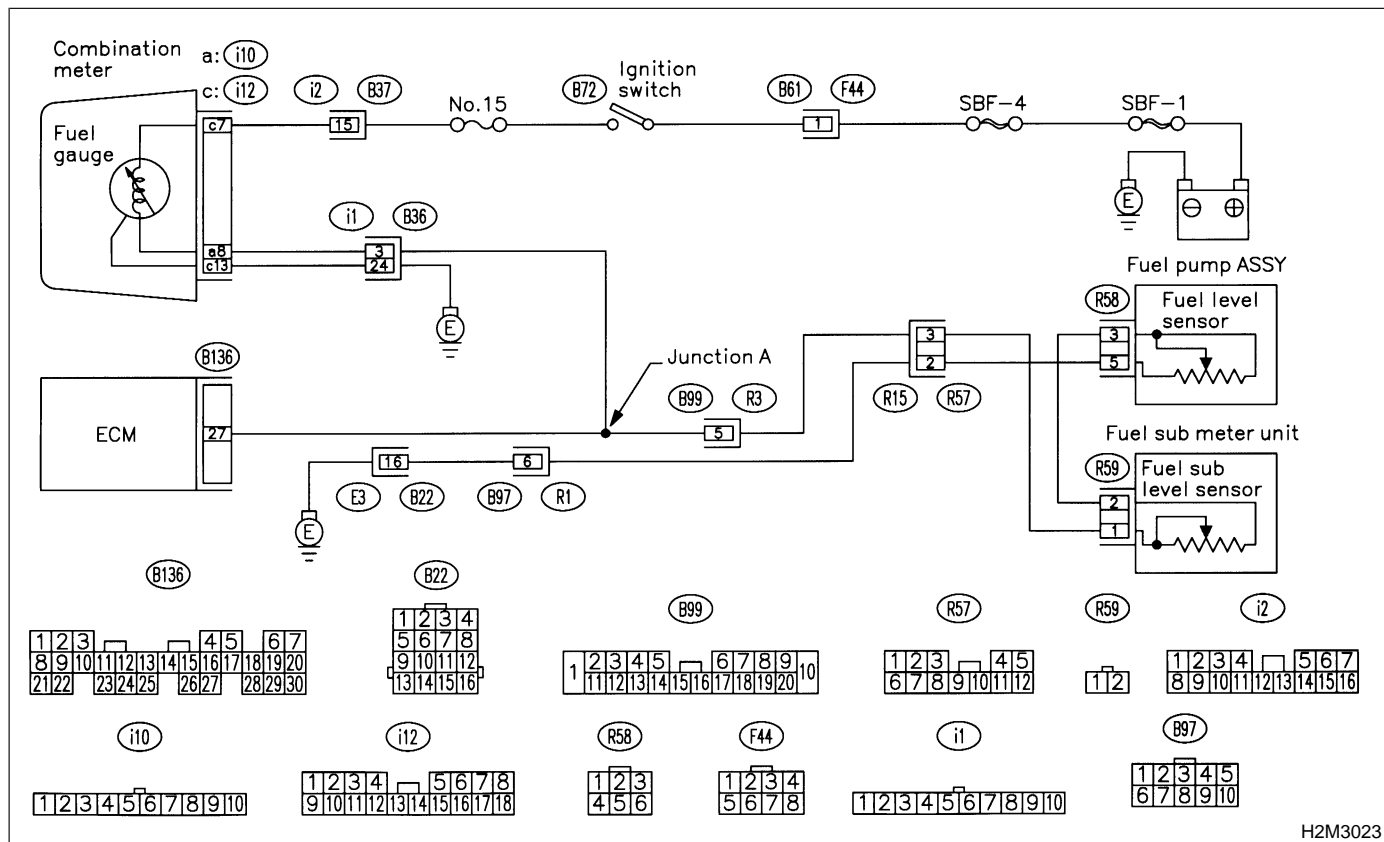 Combination meter
a: i10
c: i12
i2
B37
No.15
B72
Ignition switch
B61
F44
SBF-4
SBF-1
c7
15
1
Fuel gauge
E
⊖ ⊕
i1
B36
a8
3
c13
24
E
Fuel pump ASSY
R58
Fuel level sensor
3
5
B136
3
2
Junction A
B99
R3
R15
R57
ECM
27
5
Fuel sub meter unit
R59
Fuel sub level sensor
2
1
16
6
E3
B22
B97
R1
E
B136
1 2 3 4 5 6 7
8 9 10 11 12 13 14 15 16 17 18 19 20
21 22 23 24 25 26 27 28 29 30
B22
1 2 3 4
5 6 7 8
9 10 11 12
13 14 15 16
B99
1 2 3 4 5 6 7 8 9 10
11 12 13 14 15 16 17 18 19 20
R57
1 2 3 4 5
6 7 8 9 10 11 12
R59
1 2
i2
1 2 3 4 5 6 7
8 9 10 11 12 13 14 15 16
i10
1 2 3 4 5 6 7 8 9 10
i12
1 2 3 4 5 6 7 8
9 10 11 12 13 14 15 16 17 18
R58
1 2 3
4 5 6
F44
1 2 3 4
5 6 7 8
i1
1 2 3 4 5 6 7 8 9 10
B97
1 2 3 4 5
6 7 8 9 10
H2M3023